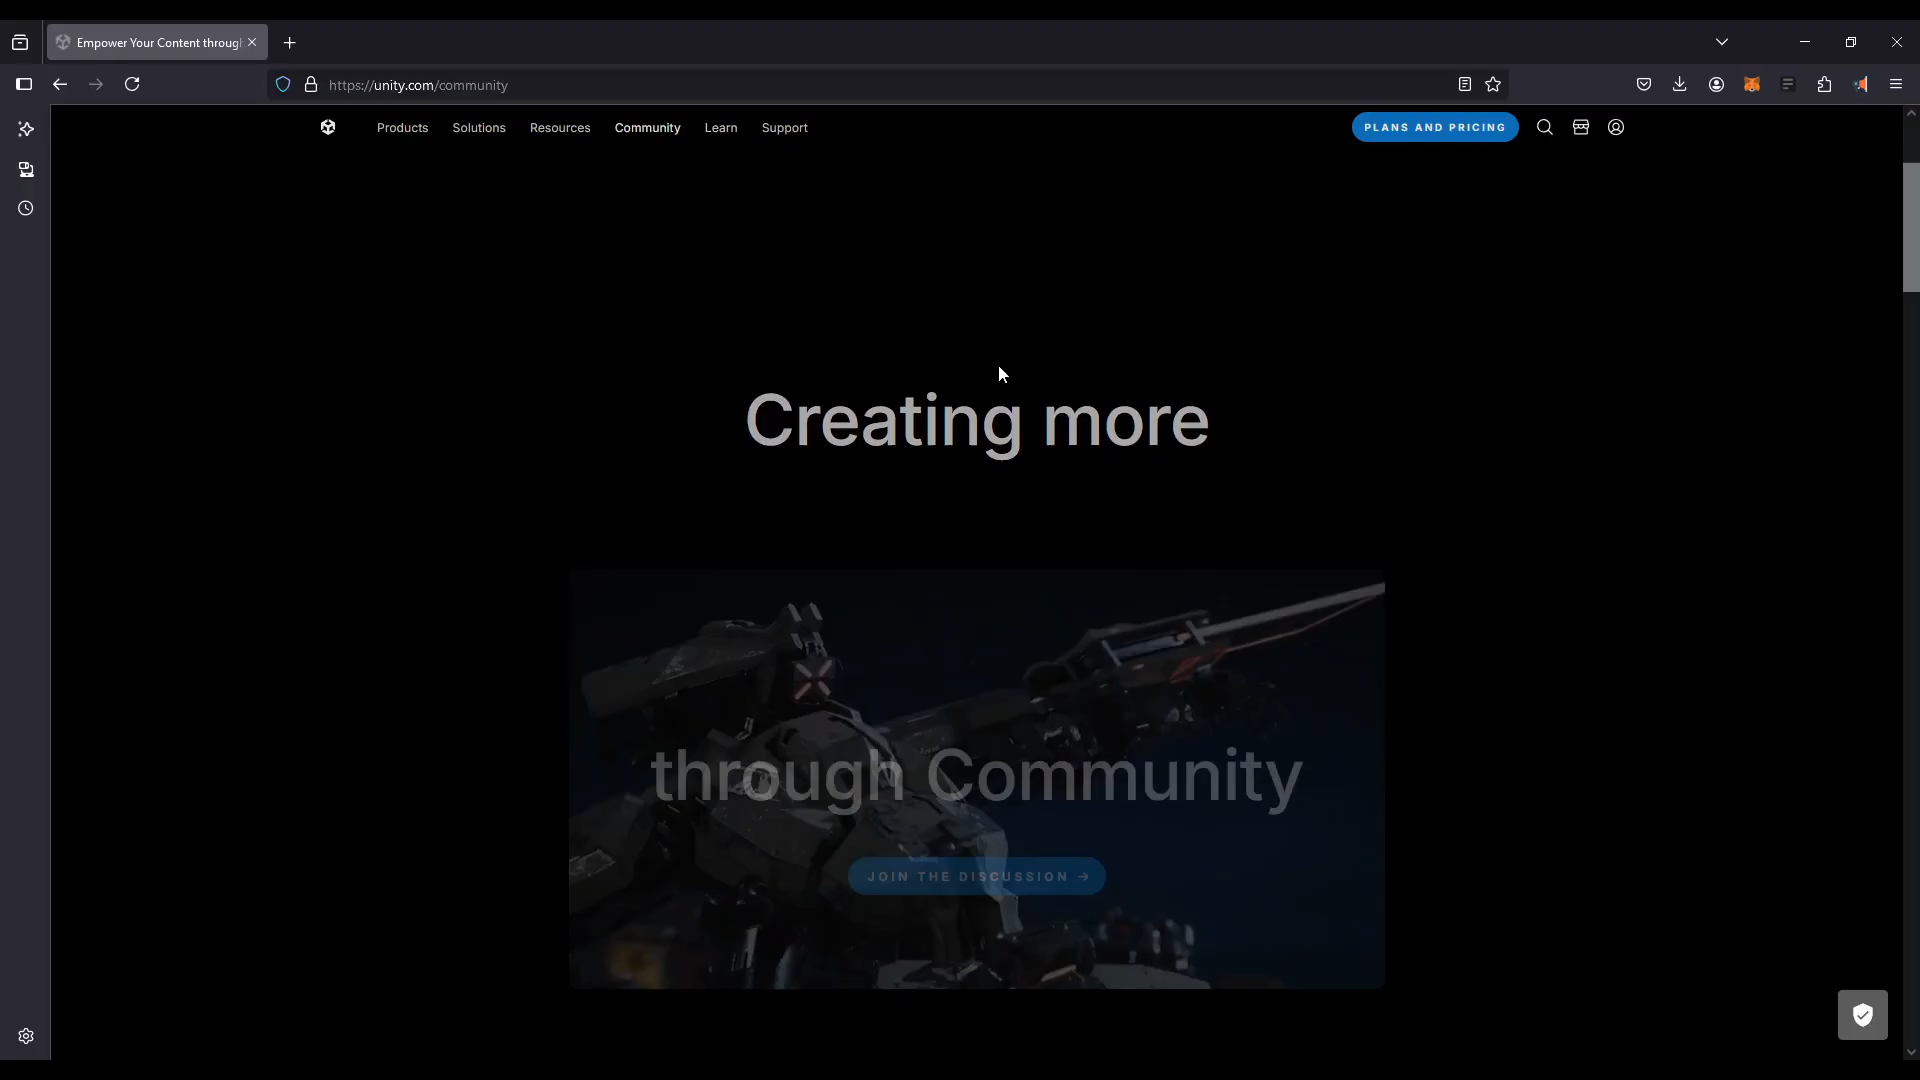 Empower Your Content throug
https://unity.com/community
Products
Solutions
Resources
Community
Learn
Support
PLANS AND PRICING
Creating more
through Community
JOIN THE DISCUSSION →